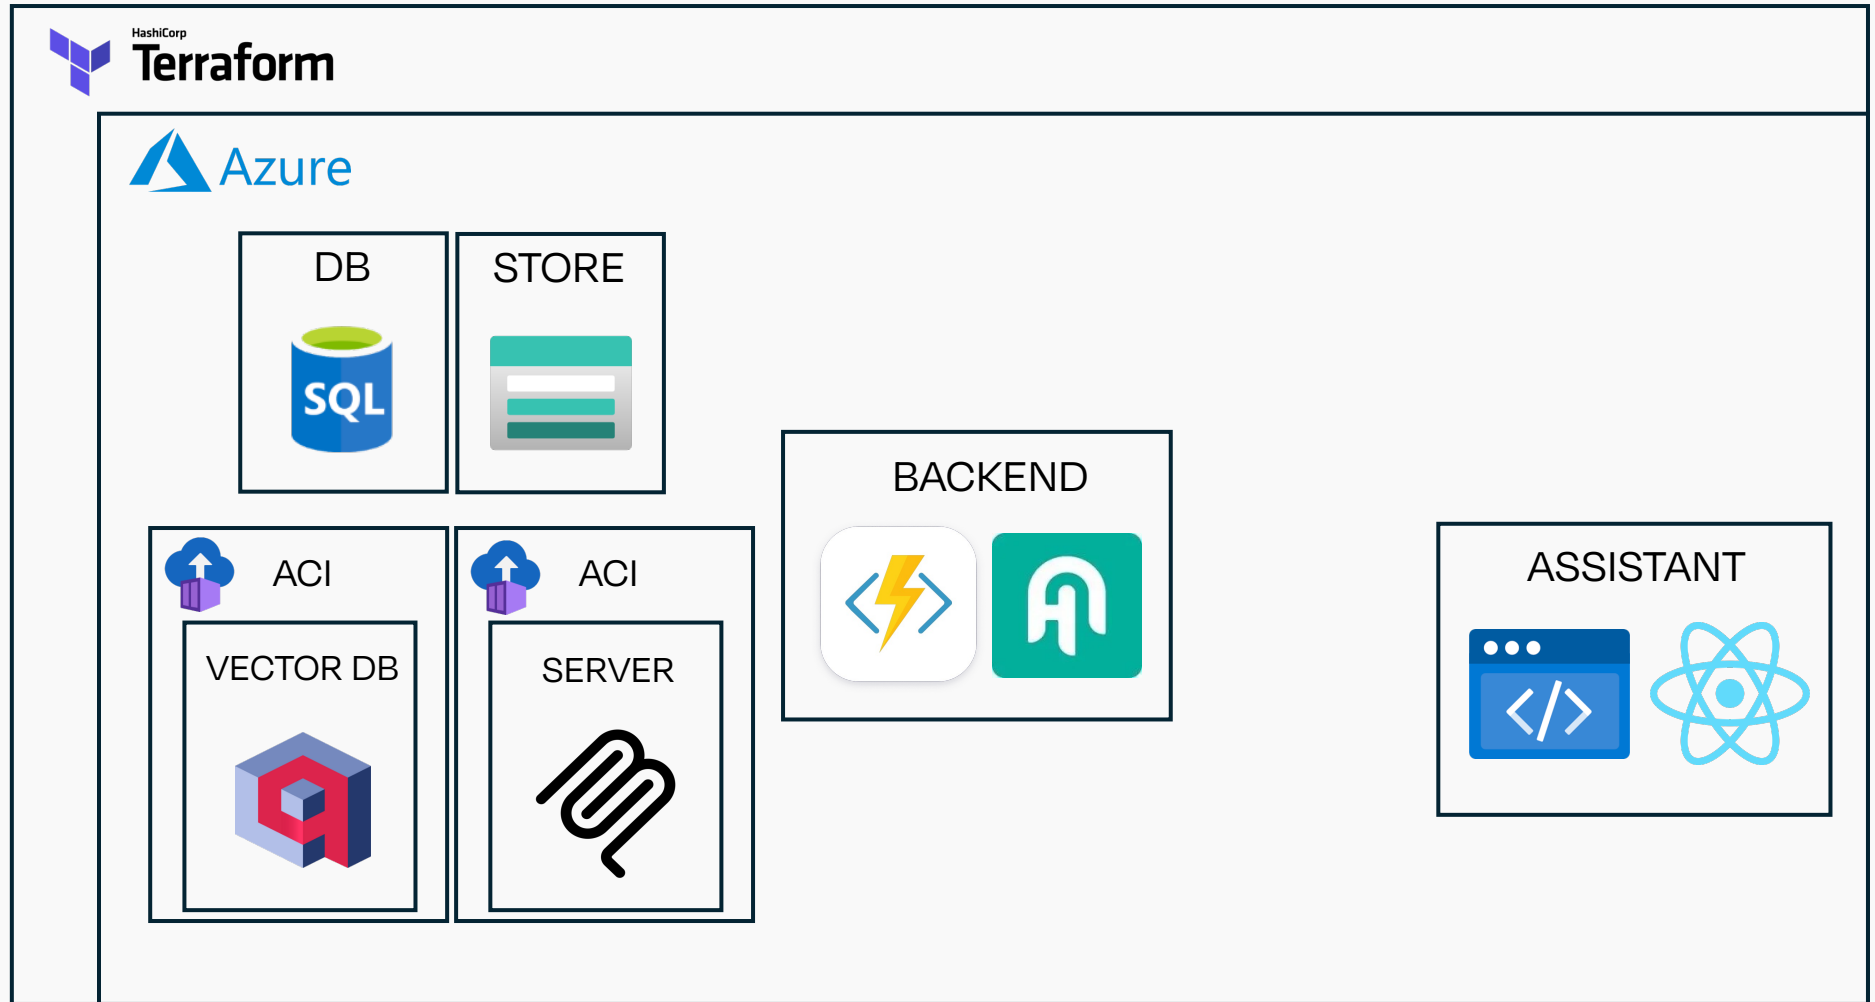 HashiCorp
Terraform
Azure
DB
STORE
SQL
BACKEND
ACI
ACI
ASSISTANT
VECTOR DB
SERVER